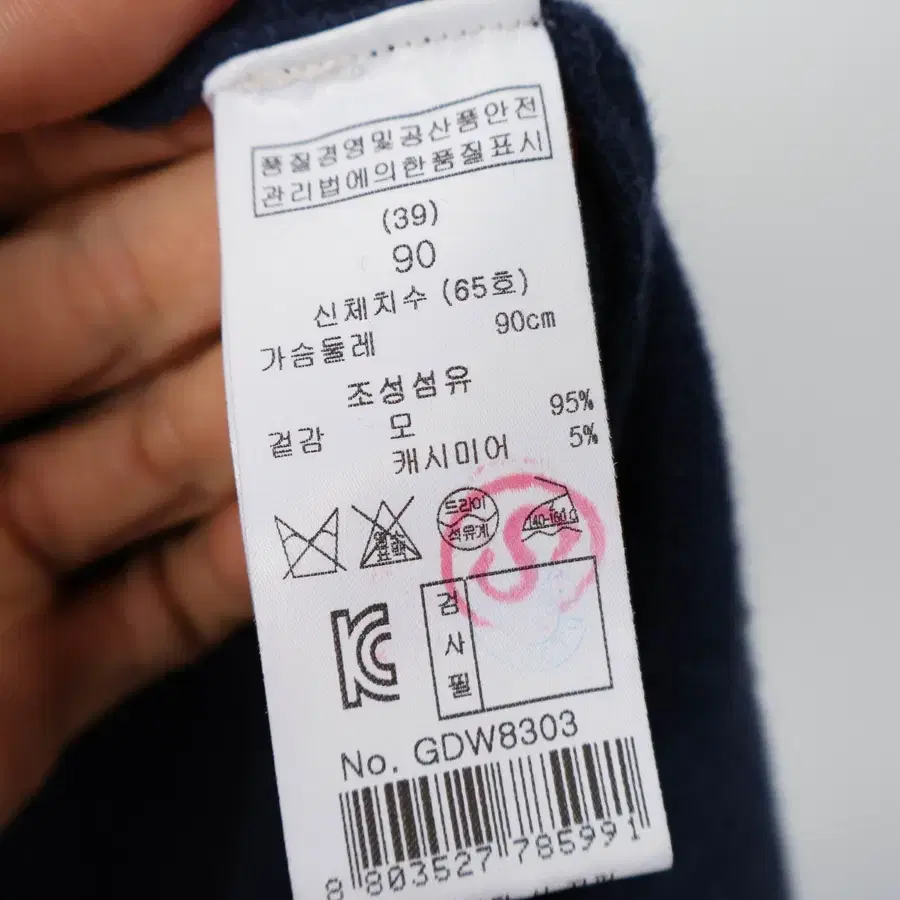 품질경영및공산품안전
관리법에의한품질표시
(39)
90
신체치수 (65호)
가슴둘레 90cm
조성섬유
겉감 모 95%
캐시미어 5%
드라이
석유계
140-160℃
KC
검
사
필
No. GDW8303
8 803527 785991